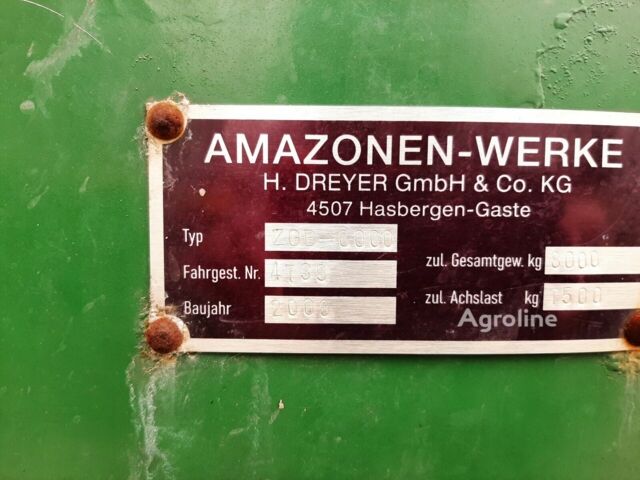 AMAZONEN-WERKE
H. DREYER GmbH & Co. KG
4507 Hasbergen-Gaste
Typ
Fahrgest. Nr.
Baujahr
zul. Gesamtgew. kg
zul. Achslast kg 1500
Agroline